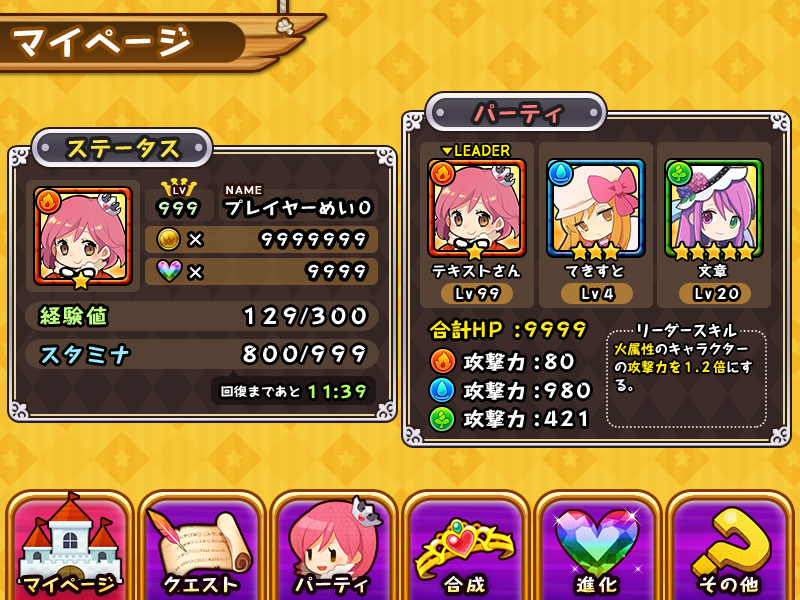 マイページ
ステータス
LV
999
NAME
プレイヤーめい0
× 9999999
× 9999
経験値 129/300
スタミナ 800/999
回復まであと 11:39
パーティ
▼LEADER
テキストさん
Lv99
てきすと
Lv4
文章
Lv20
合計HP:9999
攻撃力:80
攻撃力:980
攻撃力:421
リーダースキル
火属性のキャラクター
の攻撃力を1.2倍にす
る。
マイページ
クエスト
パーティ
合成
進化
その他